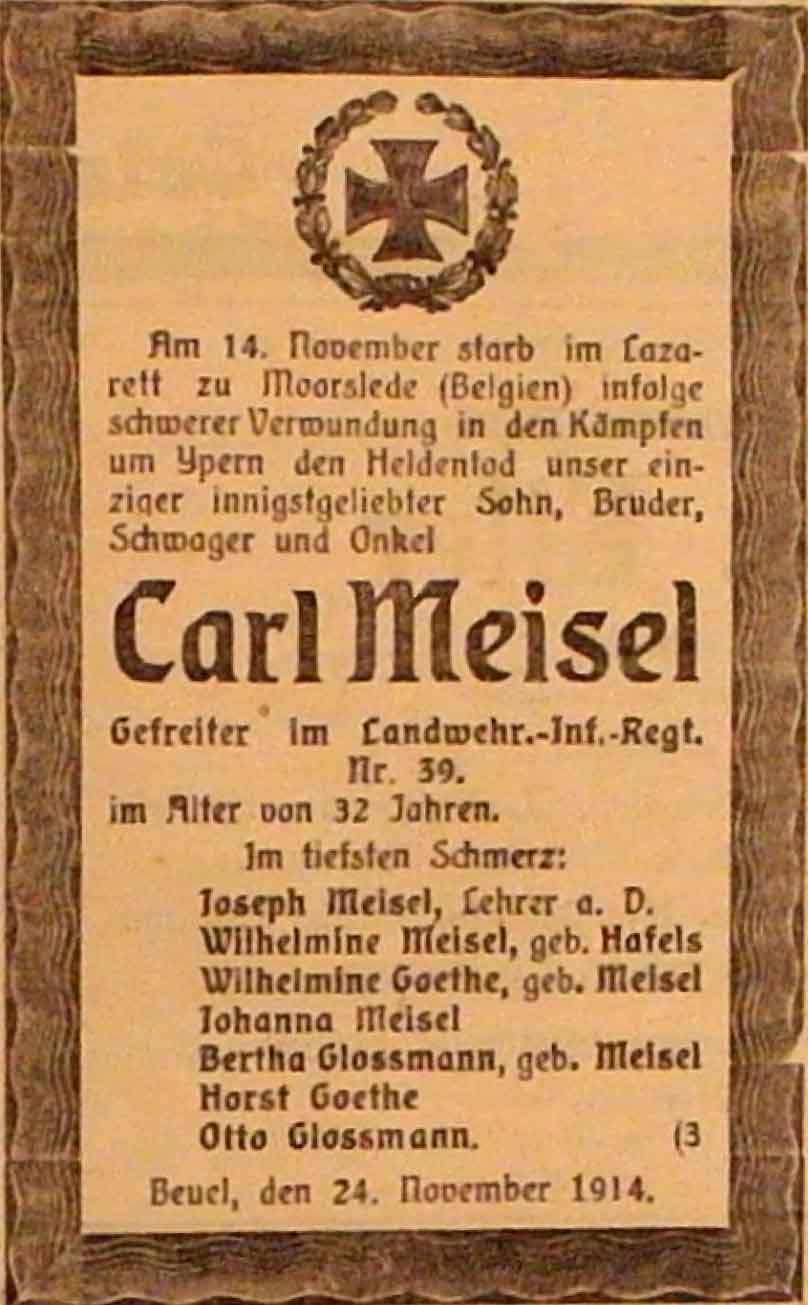 Am 14. November starb im Laza-
rett zu Moorslede (Belgien) infolge
schwerer Verwundung in den Kämpfen
um Ypern den Heldentod unser ein-
ziger innigstgeliebter Sohn, Bruder,
Schwager und Onkel
Carl Meisel
Gefreiter im Landwehr.-Inf.-Regt.
Nr. 39.
im Alter von 32 Jahren.
Im tiefsten Schmerz:
Joseph Meisel, Lehrer a. D.
Wilhelmine Meisel, geb. Hafels
Wilhelmine Goethe, geb. Meisel
Johanna Meisel
Bertha Glossmann, geb. Meisel
Horst Goethe
Otto Glossmann. (3
Beuel, den 24. November 1914.